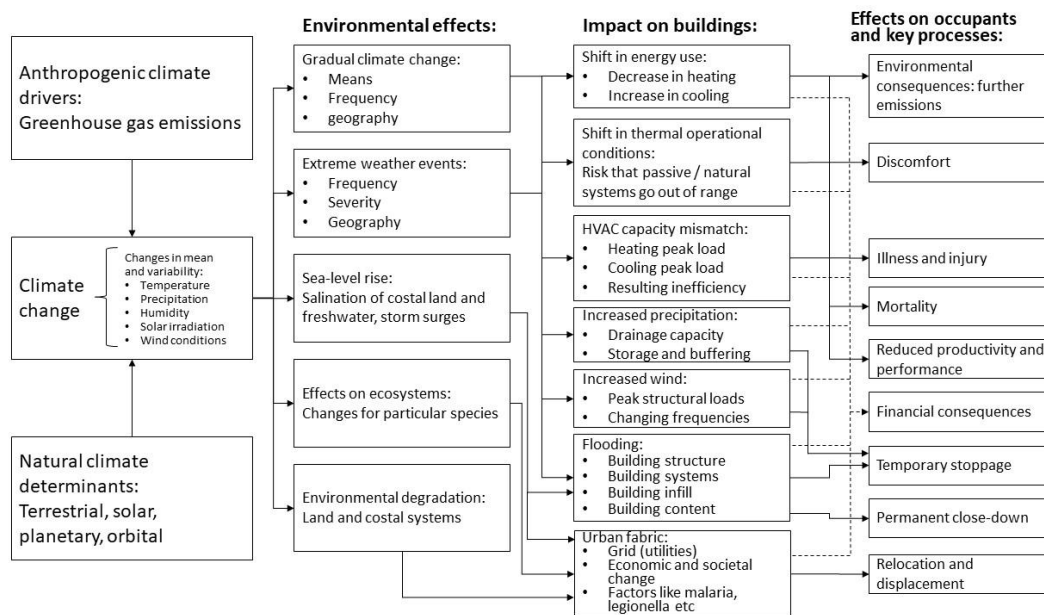 Anthropogenic climate
drivers:
Greenhouse gas emissions
Climate
change
Changes in mean
and variability:
• Temperature
• Precipitation
• Humidity
• Solar irradiation
• Wind conditions
Natural climate
determinants:
Terrestrial, solar,
planetary, orbital
Environmental effects:
Gradual climate change:
• Means
• Frequency
• geography
Extreme weather events:
• Frequency
• Severity
• Geography
Sea-level rise:
Salination of costal land and
freshwater, storm surges
Effects on ecosystems:
Changes for particular species
Environmental degradation:
Land and costal systems
Impact on buildings:
Shift in energy use:
• Decrease in heating
• Increase in cooling
Shift in thermal operational
conditions:
Risk that passive / natural
systems go out of range
HVAC capacity mismatch:
• Heating peak load
• Cooling peak load
• Resulting inefficiency
Increased precipitation:
• Drainage capacity
• Storage and buffering
Increased wind:
• Peak structural loads
• Changing frequencies
Flooding:
• Building structure
• Building systems
• Building infill
• Building content
Urban fabric:
• Grid (utilities)
• Economic and societal
change
• Factors like malaria,
legionella etc
Effects on occupants
and key processes:
Environmental
consequences: further
emissions
Discomfort
Illness and injury
Mortality
Reduced productivity and
performance
Financial consequences
Temporary stoppage
Permanent close-down
Relocation and
displacement